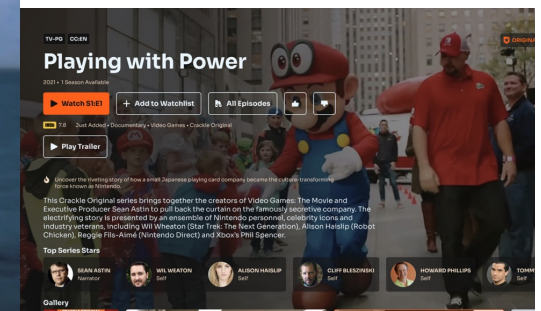 TV-PG CC:EN
ORIGINAL
Playing with Power
2021 • 1 Season Available
Watch S1:E1
Add to Watchlist
All Episodes
IMDb 7.8 Just Added • Documentary • Video Games • Crackle Original
Play Trailer
Uncover the riveting story of how a small Japanese playing card company became the culture-transforming
force known as Nintendo.
This Crackle Original series brings together the creators of Video Games: The Movie and
Executive Producer Sean Astin to pull back the curtain on the famously secretive company. The
electrifying story is presented by an ensemble of Nintendo personnel, celebrity icons and
industry veterans, including Wil Wheaton (Star Trek: The Next Generation), Alison Haislip (Robot
Chicken), Reggie Fils-Aimé (Nintendo Direct) and Xbox's Phil Spencer.
Top Series Stars
SEAN ASTIN
Narrator
WIL WEATON
Self
ALISON HAISLIP
Self
CLIFF BLESZINSKI
Self
HOWARD PHILLIPS
Self
TOMM
Self
Gallery